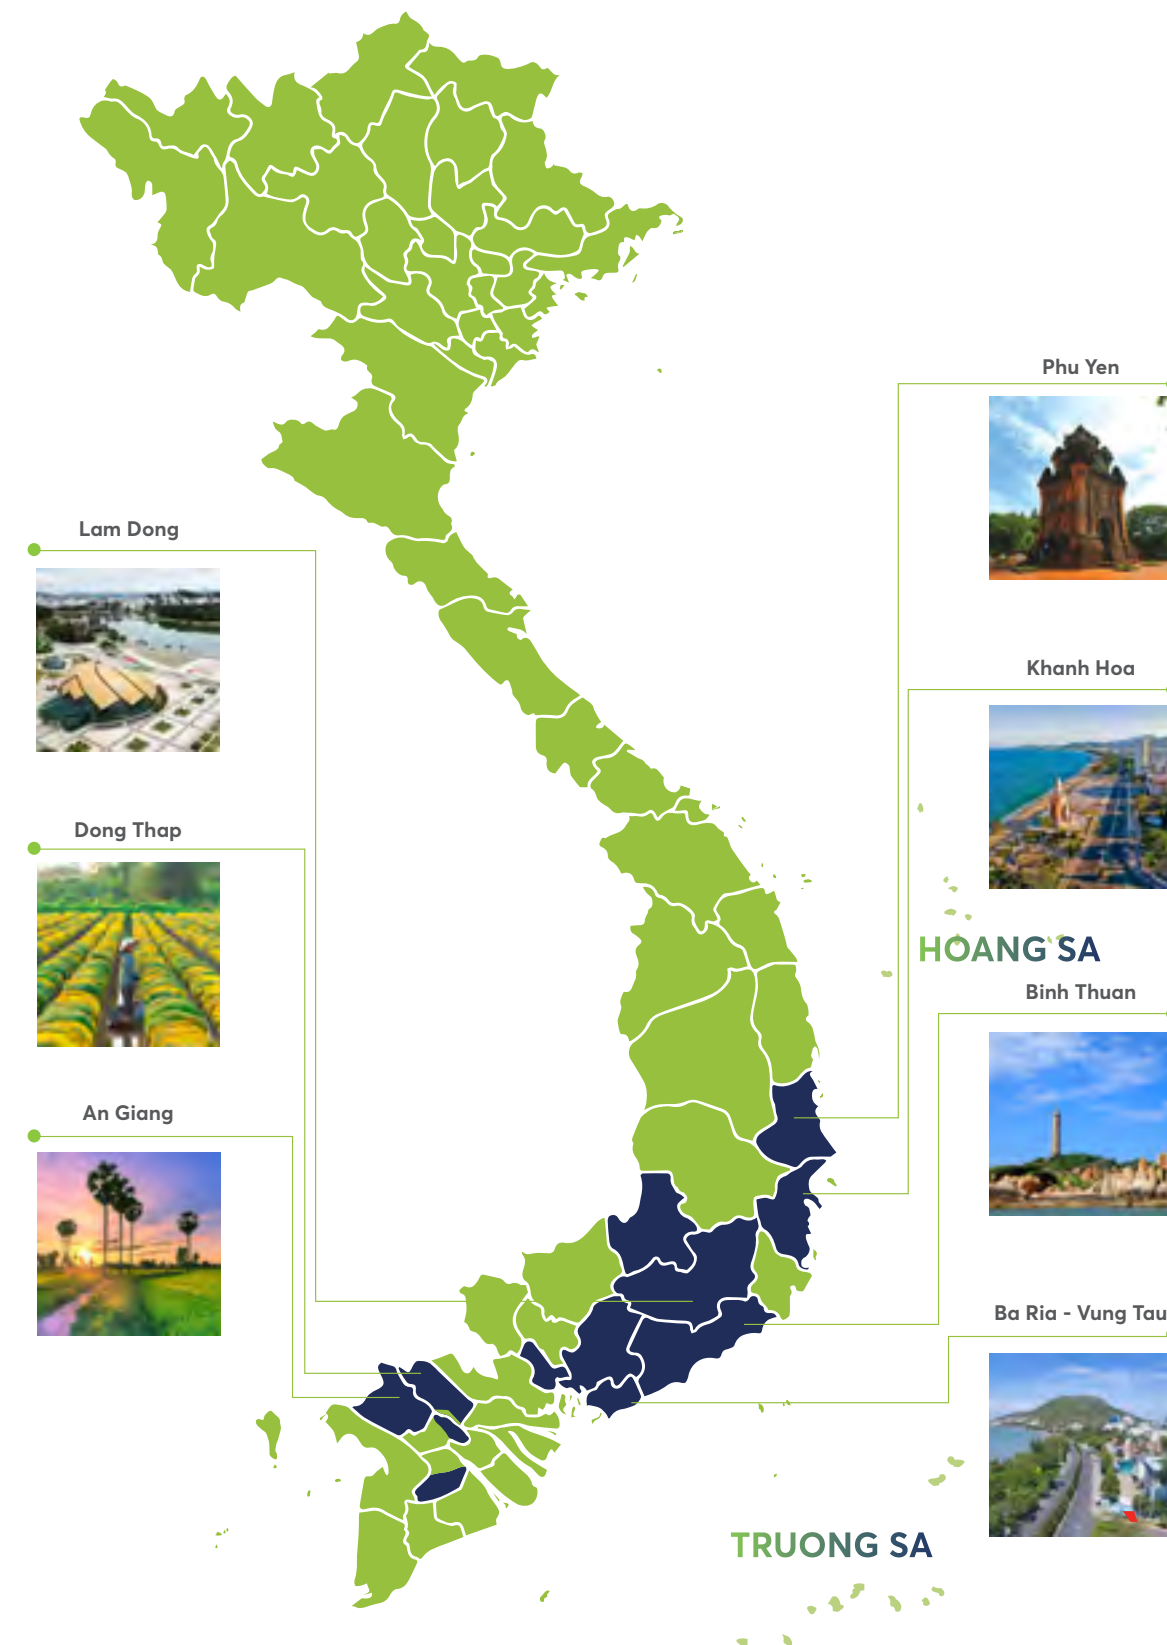 Phu Yen
Lam Dong
Khanh Hoa
Dong Thap
HOANG SA
Binh Thuan
An Giang
Ba Ria - Vung Tau
TRUONG SA